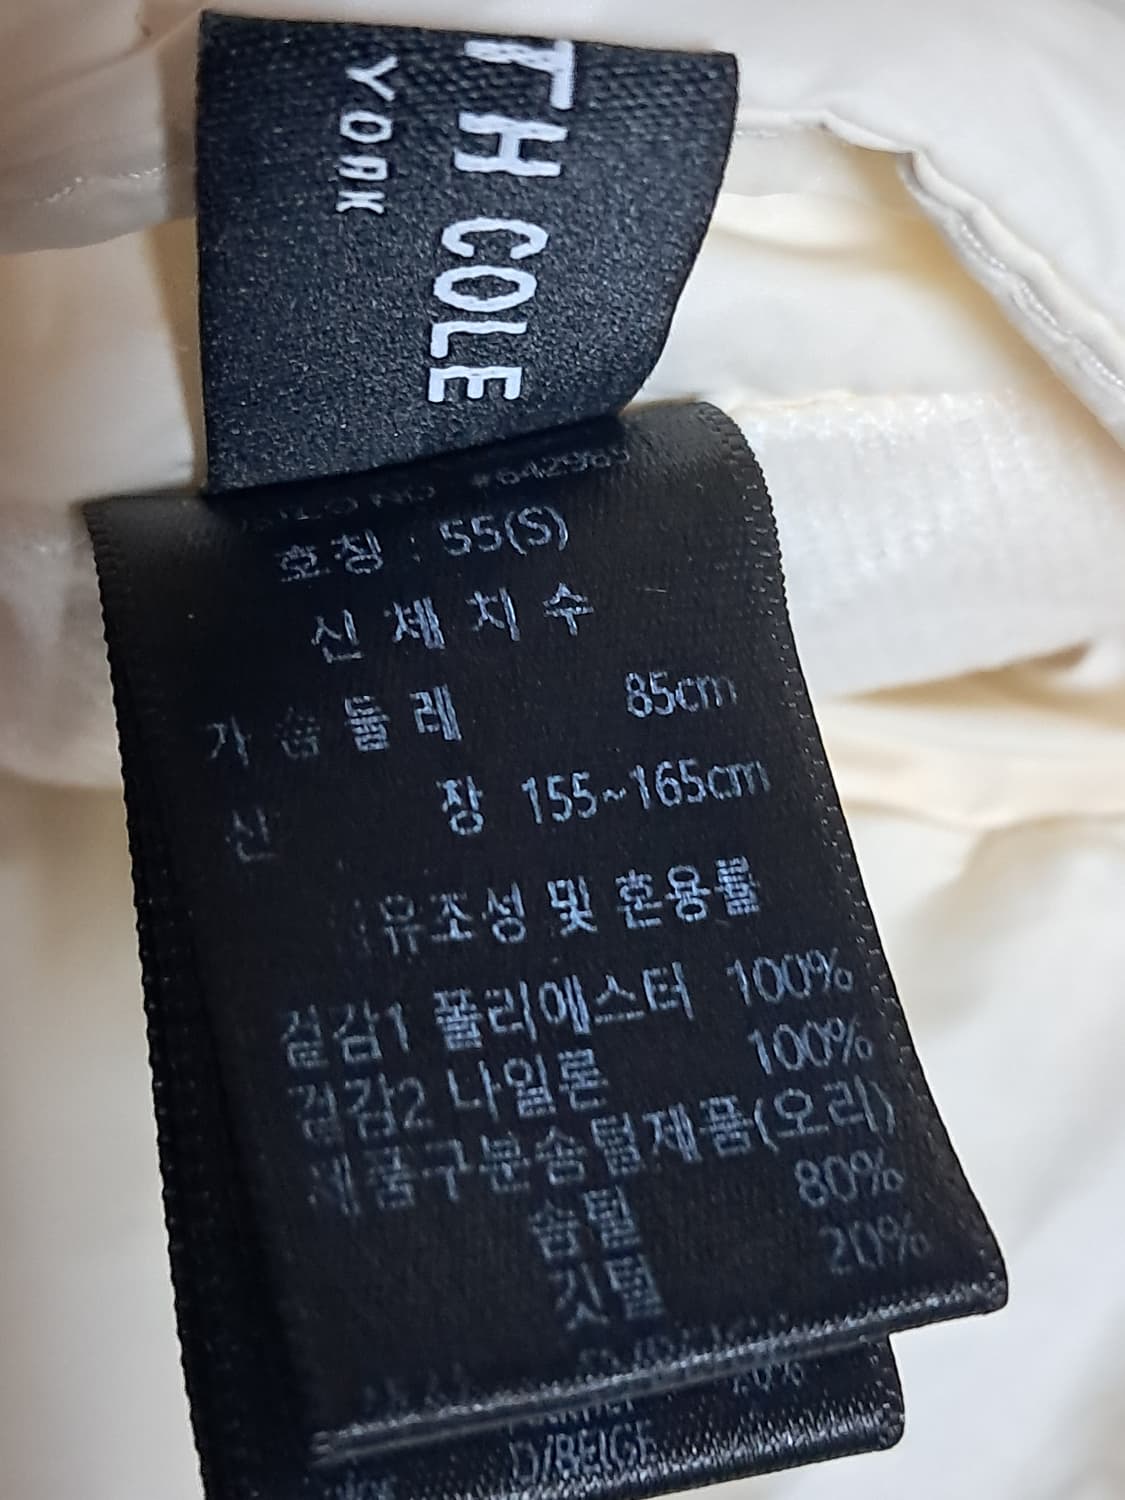 TH COLE
YORK
호칭 : 55(S)
신체치수
가슴둘레 85cm
신장 155~165cm
유조성 및 혼용률
겉감1 폴리에스터 100%
겉감2 나일론 100%
제품구분솜털제품(오리)
솜털 80%
깃털 20%
D/BEIGE